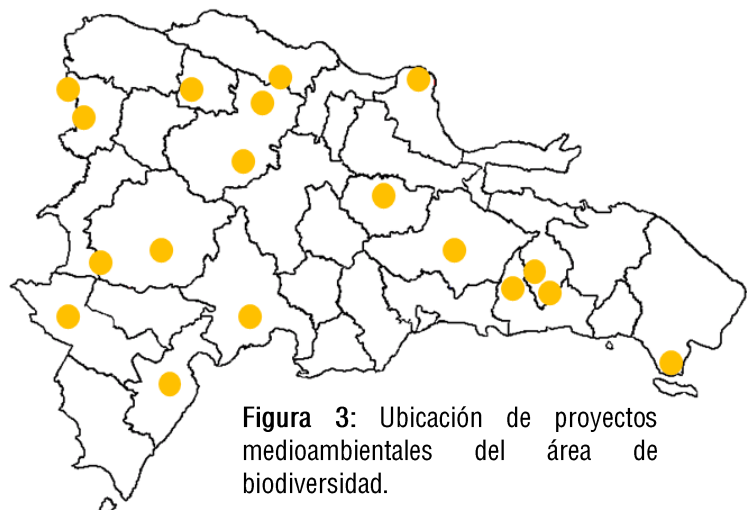 Figura 3: Ubicación de proyectos
medioambientales del área de
biodiversidad.